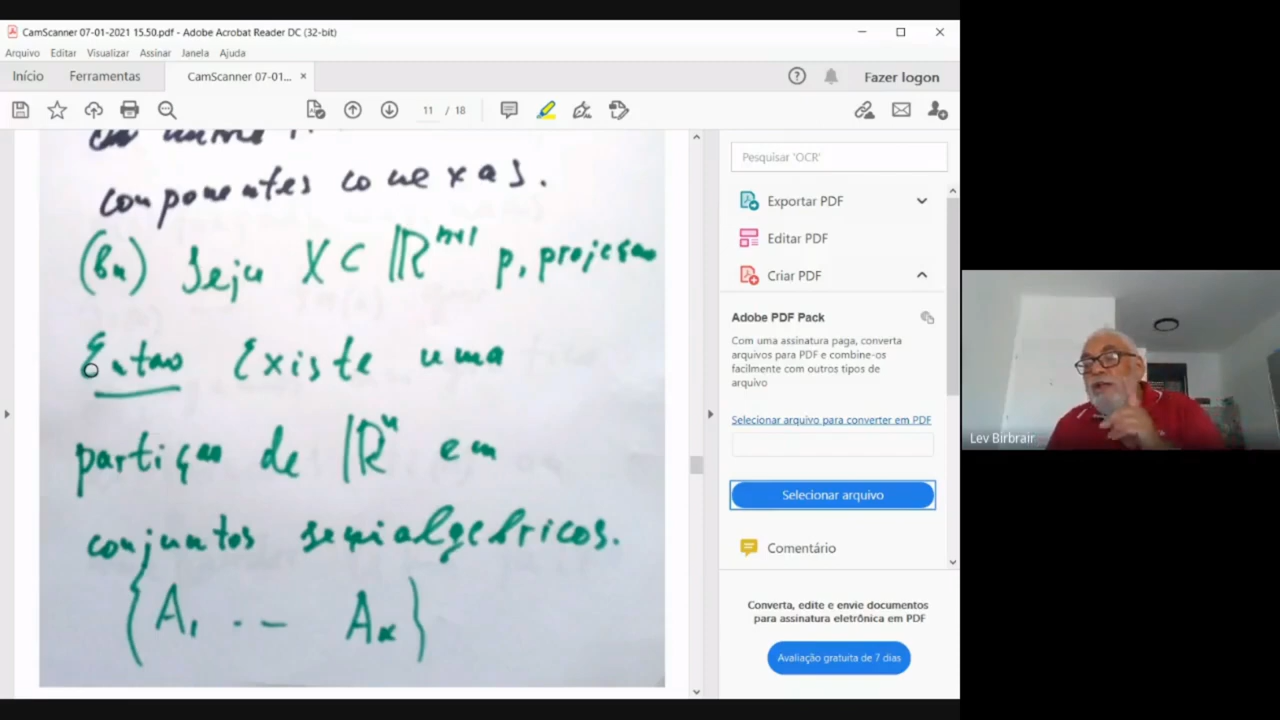 CamScanner 07-01-2021 15.50.pdf - Adobe Acrobat Reader DC (32-bit)
Arquivo Editar Visualizar Assinar Janela Ajuda
Início Ferramentas CamScanner 07-01... × Fazer logon
11 / 18
componentes conexas.
(bn) Seja X ⊂ ℝⁿ⁺¹ p, projesao
Entao Existe uma
partiçao de ℝⁿ em
conjuntos semialgebricos.
{A₁ ... Aₖ}
Pesquisar 'OCR'
Exportar PDF
Editar PDF
Criar PDF
Adobe PDF Pack
Com uma assinatura paga, converta
arquivos para PDF e combine-os
facilmente com outros tipos de
arquivo
Selecionar arquivo para converter em PDF
Selecionar arquivo
Comentário
Converta, edite e envie documentos
para assinatura eletrônica em PDF
Avaliação gratuita de 7 dias
Lev Birbrair